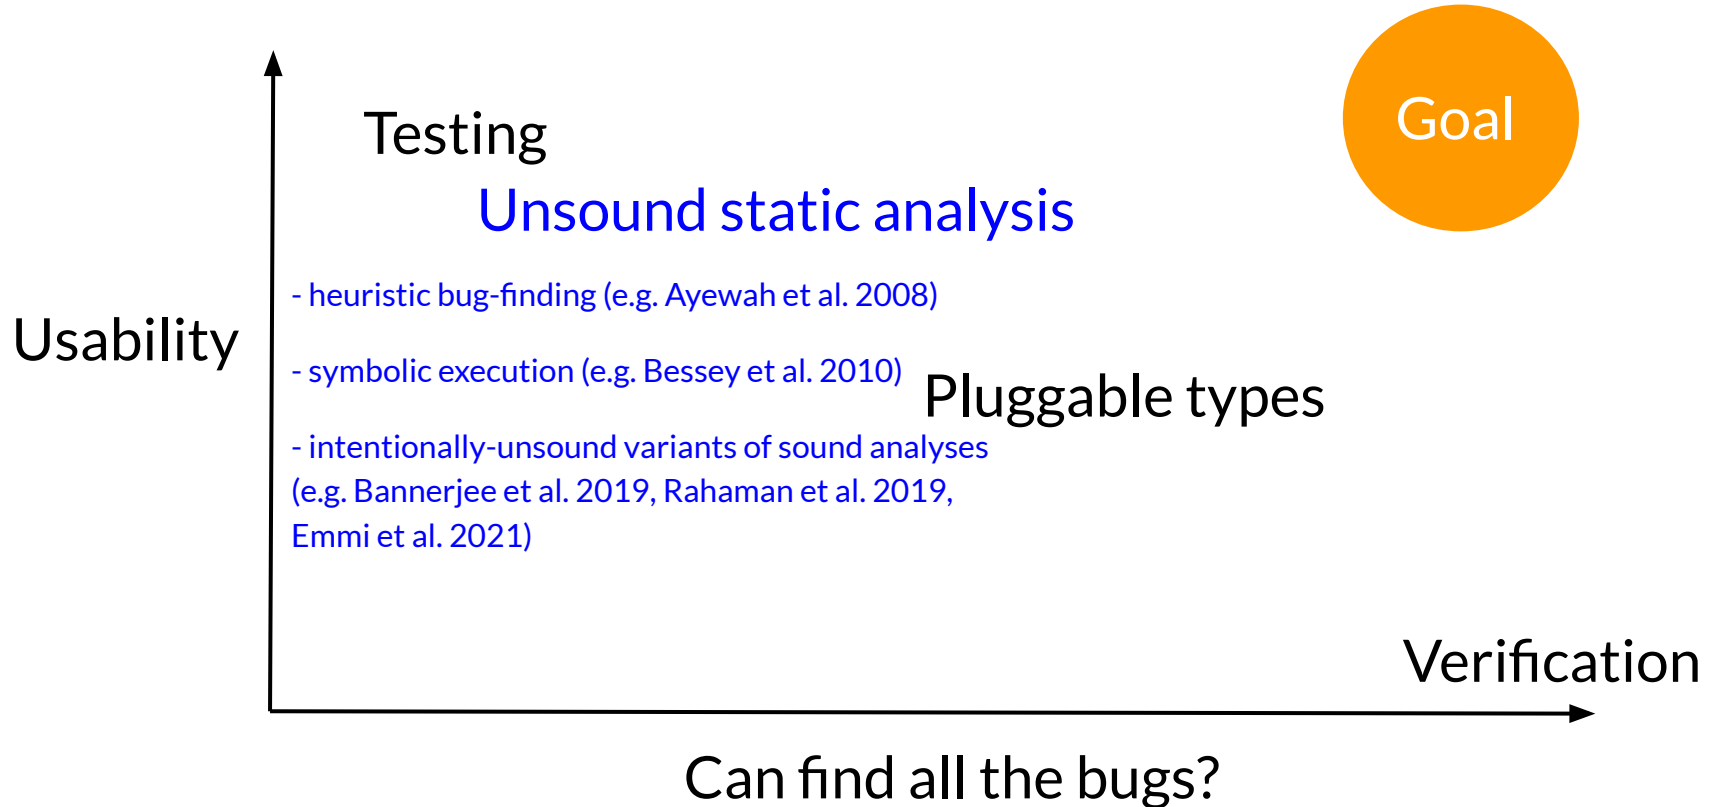 Goal
Testing
Unsound static analysis
- heuristic bug-finding (e.g. Ayewah et al. 2008)
Usability
- symbolic execution (e.g. Bessey et al. 2010)
Pluggable types
- intentionally-unsound variants of sound analyses
(e.g. Bannerjee et al. 2019, Rahaman et al. 2019,
Emmi et al. 2021)
Verification
Can find all the bugs?